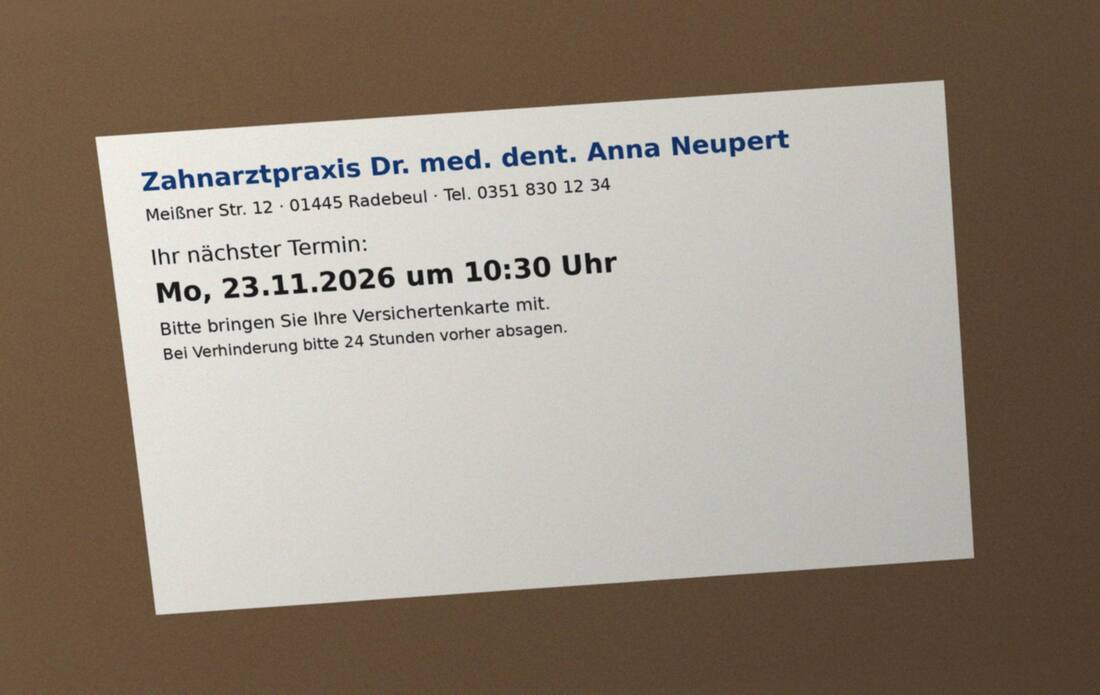 Zahnarztpraxis Dr. med. dent. Anna Neupert
Meißner Str. 12 · 01445 Radebeul · Tel. 0351 830 12 34
Ihr nächster Termin:
Mo, 23.11.2026 um 10:30 Uhr
Bitte bringen Sie Ihre Versichertenkarte mit.
Bei Verhinderung bitte 24 Stunden vorher absagen.